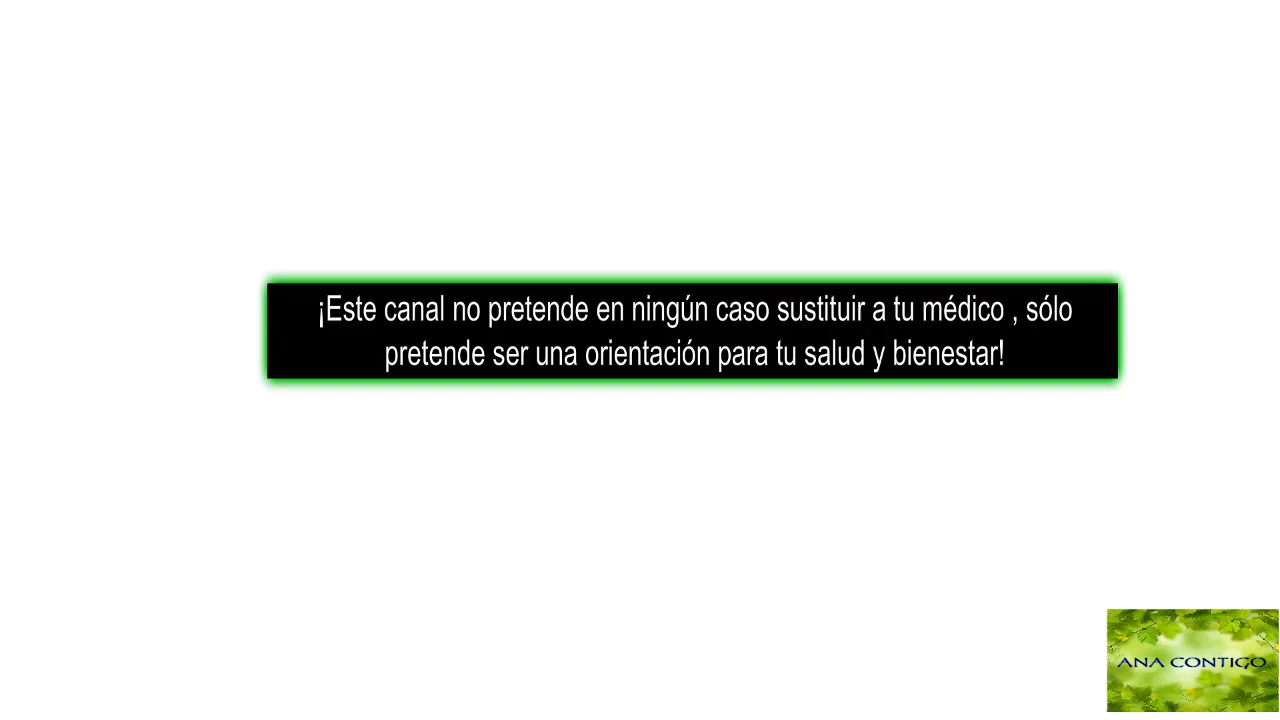 ¡Este canal no pretende en ningún caso sustituir a tu médico , sólo
pretende ser una orientación para tu salud y bienestar!
ANA CONTIGO